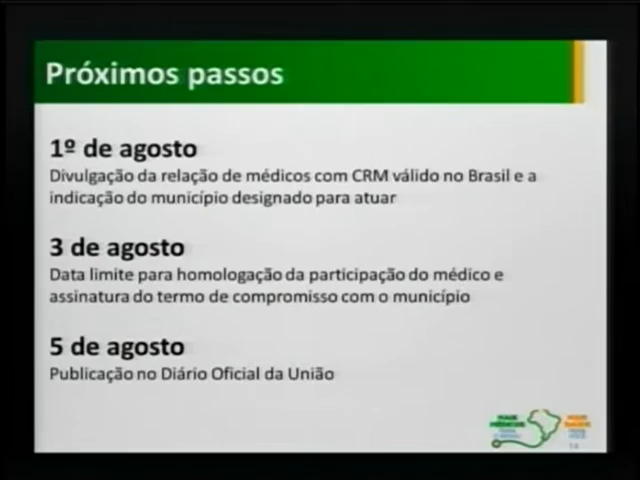 Próximos passos
1º de agosto
Divulgação da relação de médicos com CRM válido no Brasil e a
indicação do município designado para atuar
3 de agosto
Data limite para homologação da participação do médico e
assinatura do termo de compromisso com o município
5 de agosto
Publicação no Diário Oficial da União
MAIS
MÉDICOS